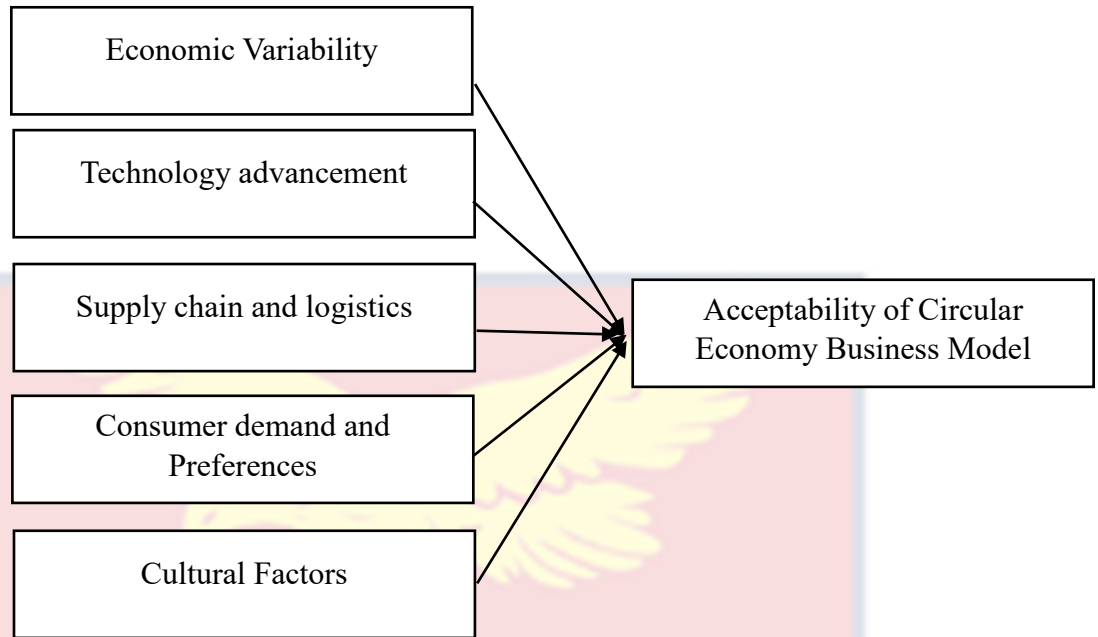 Economic Variability
Technology advancement
Supply chain and logistics
Consumer demand and
Preferences
Cultural Factors
Acceptability of Circular
Economy Business Model